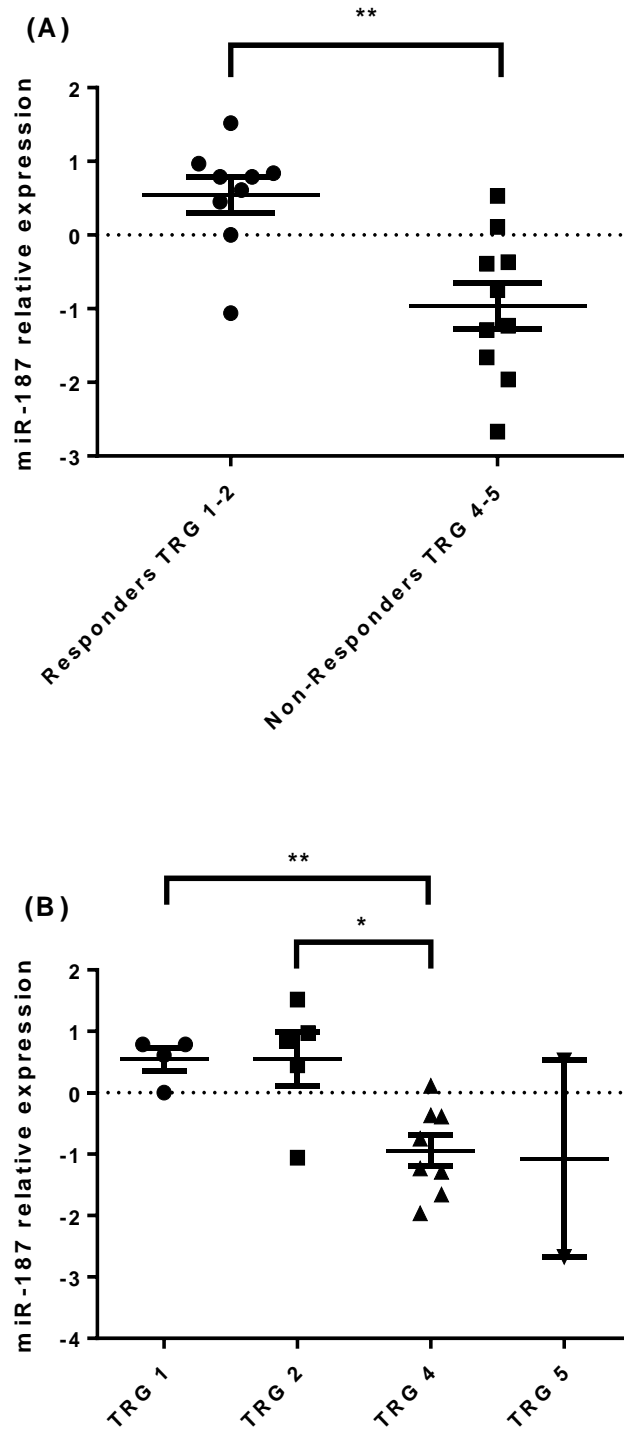 (A)
**
miR-187 relative expression
2
1
0
-1
-2
-3
Responders TRG 1-2
Non-Responders TRG 4-5
(B)
**
*
miR-187 relative expression
2
1
0
-1
-2
-3
-4
TRG 1
TRG 2
TRG 4
TRG 5